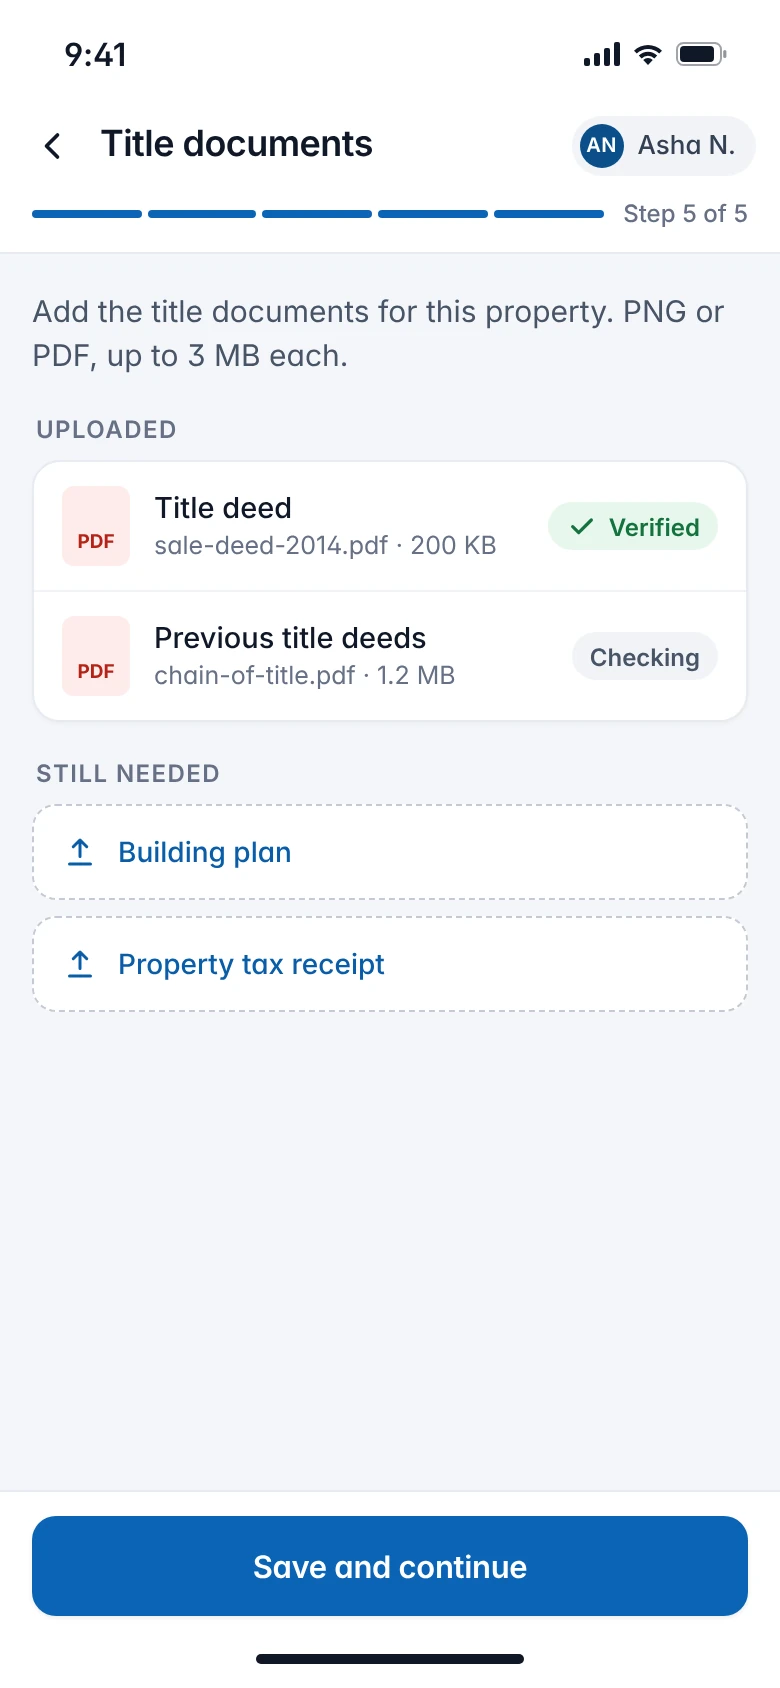 9:41
Title documents
AN Asha N.
Step 5 of 5
Add the title documents for this property. PNG or
PDF, up to 3 MB each.
UPLOADED
PDF
Title deed
sale-deed-2014.pdf · 200 KB
Verified
PDF
Previous title deeds
chain-of-title.pdf · 1.2 MB
Checking
STILL NEEDED
Building plan
Property tax receipt
Save and continue